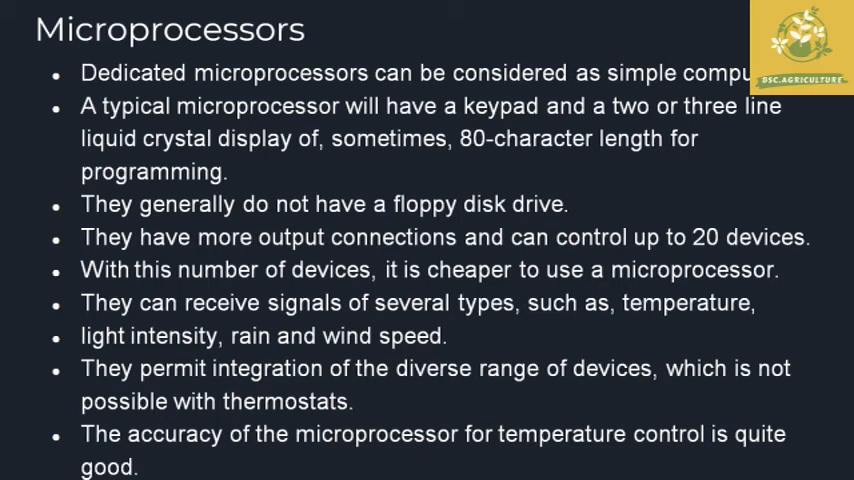 Microprocessors
DSC.AGRICULTURE
• Dedicated microprocessors can be considered as simple
• A typical microprocessor will have a keypad and a two or three line
liquid crystal display of, sometimes, 80-character length for
programming.
• They generally do not have a floppy disk drive.
• They have more output connections and can control up to 20 devices.
• With this number of devices, it is cheaper to use a microprocessor.
• They can receive signals of several types, such as, temperature,
• light intensity, rain and wind speed.
• They permit integration of the diverse range of devices, which is not
possible with thermostats.
• The accuracy of the microprocessor for temperature control is quite
good.